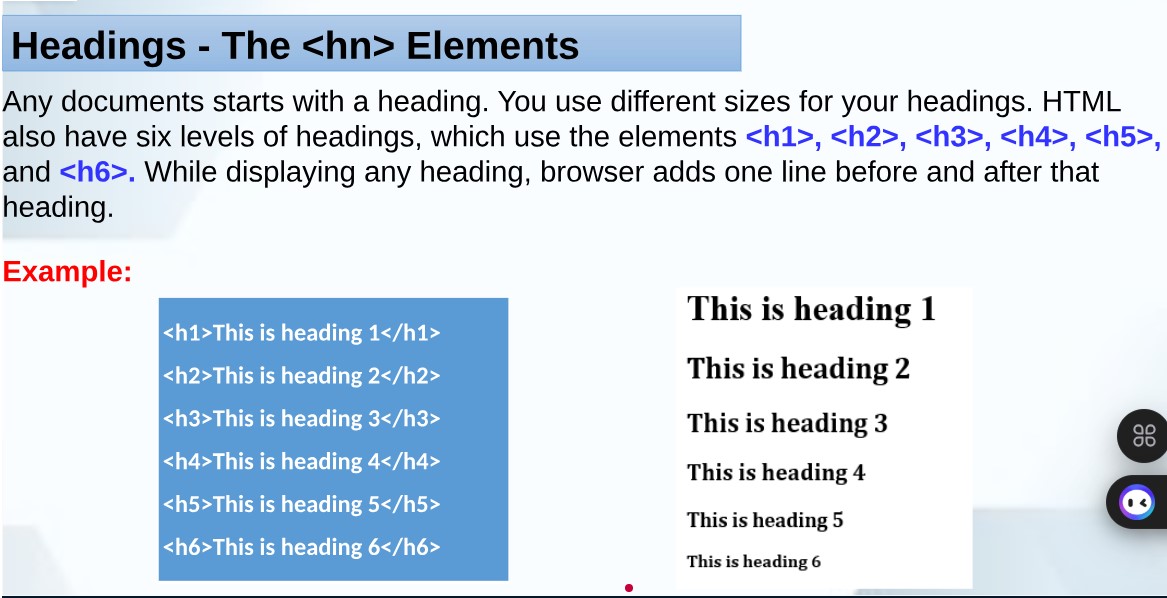 Headings - The <hn> Elements
Any documents starts with a heading. You use different sizes for your headings. HTML
also have six levels of headings, which use the elements <h1>, <h2>, <h3>, <h4>, <h5>,
and <h6>. While displaying any heading, browser adds one line before and after that
heading.
Example:
<h1>This is heading 1</h1>
<h2>This is heading 2</h2>
<h3>This is heading 3</h3>
<h4>This is heading 4</h4>
<h5>This is heading 5</h5>
<h6>This is heading 6</h6>
This is heading 1
This is heading 2
This is heading 3
This is heading 4
This is heading 5
This is heading 6